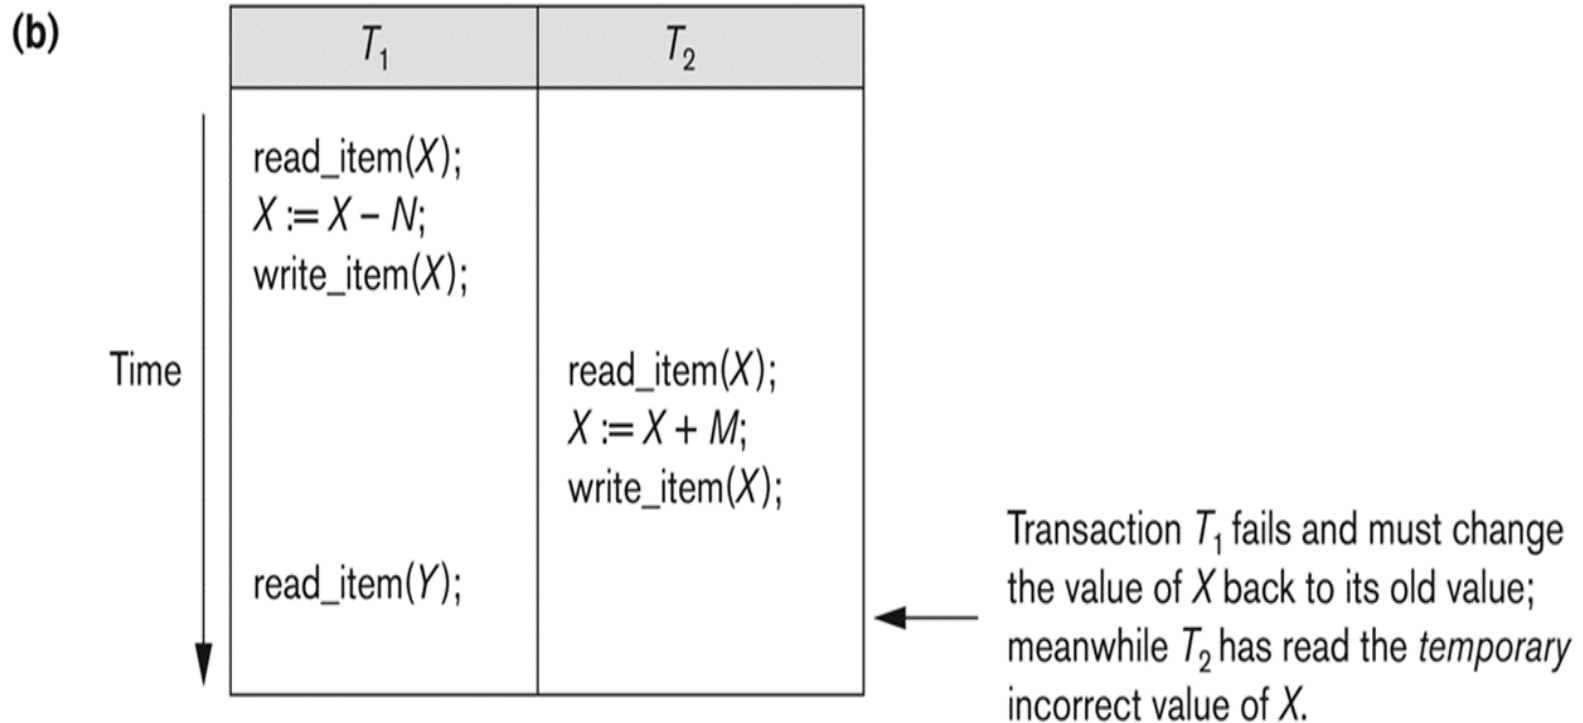 (b)
T₁ T₂
read_item(X);
X := X – N;
write_item(X);
Time
read_item(X);
X := X + M;
write_item(X);
read_item(Y);
Transaction T₁ fails and must change
the value of X back to its old value;
meanwhile T₂ has read the temporary
incorrect value of X.